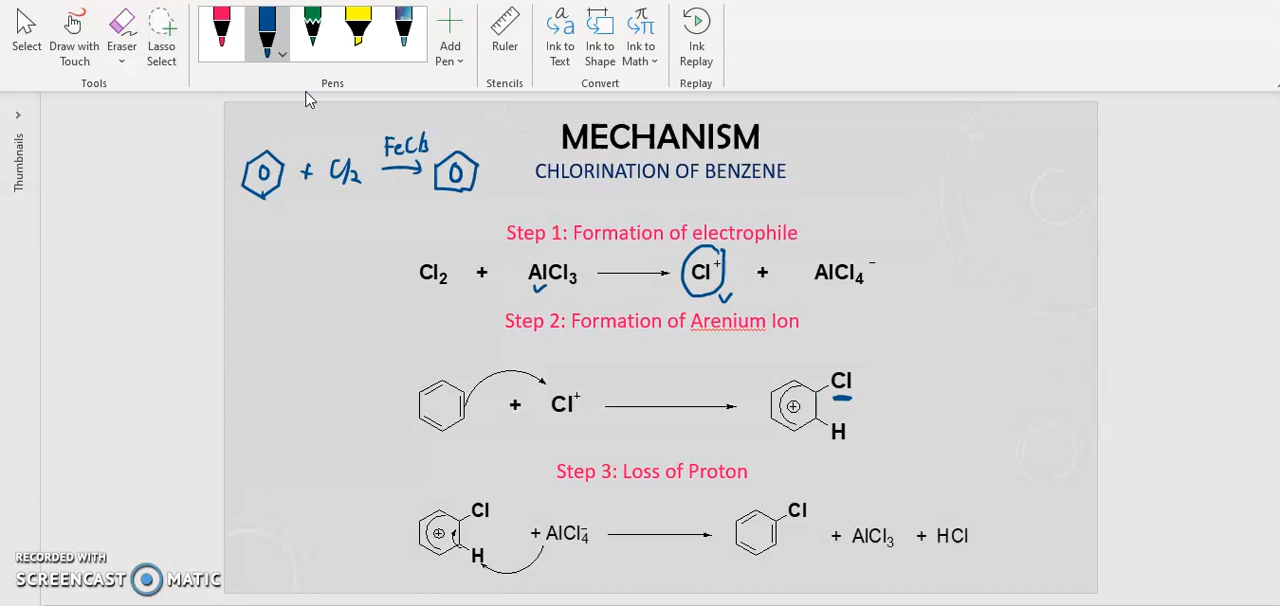 Select
Draw with Touch
Eraser
Lasso Select
Add Pen
Ruler
Ink to Text
Ink to Shape
Ink to Math
Ink Replay
Tools
Pens
Stencils
Convert
Replay
Thumbnails
MECHANISM
CHLORINATION OF BENZENE
+ Cl2 FeCl3 →
Step 1: Formation of electrophile
Cl₂ + AlCl₃ → Cl⁺ + AlCl₄⁻
Step 2: Formation of Arenium Ion
+ Cl⁺ → ⊕ Cl H
Step 3: Loss of Proton
⊕ Cl H + AlCl₄⁻ → Cl + AlCl₃ + HCl
RECORDED WITH
SCREENCAST MATIC